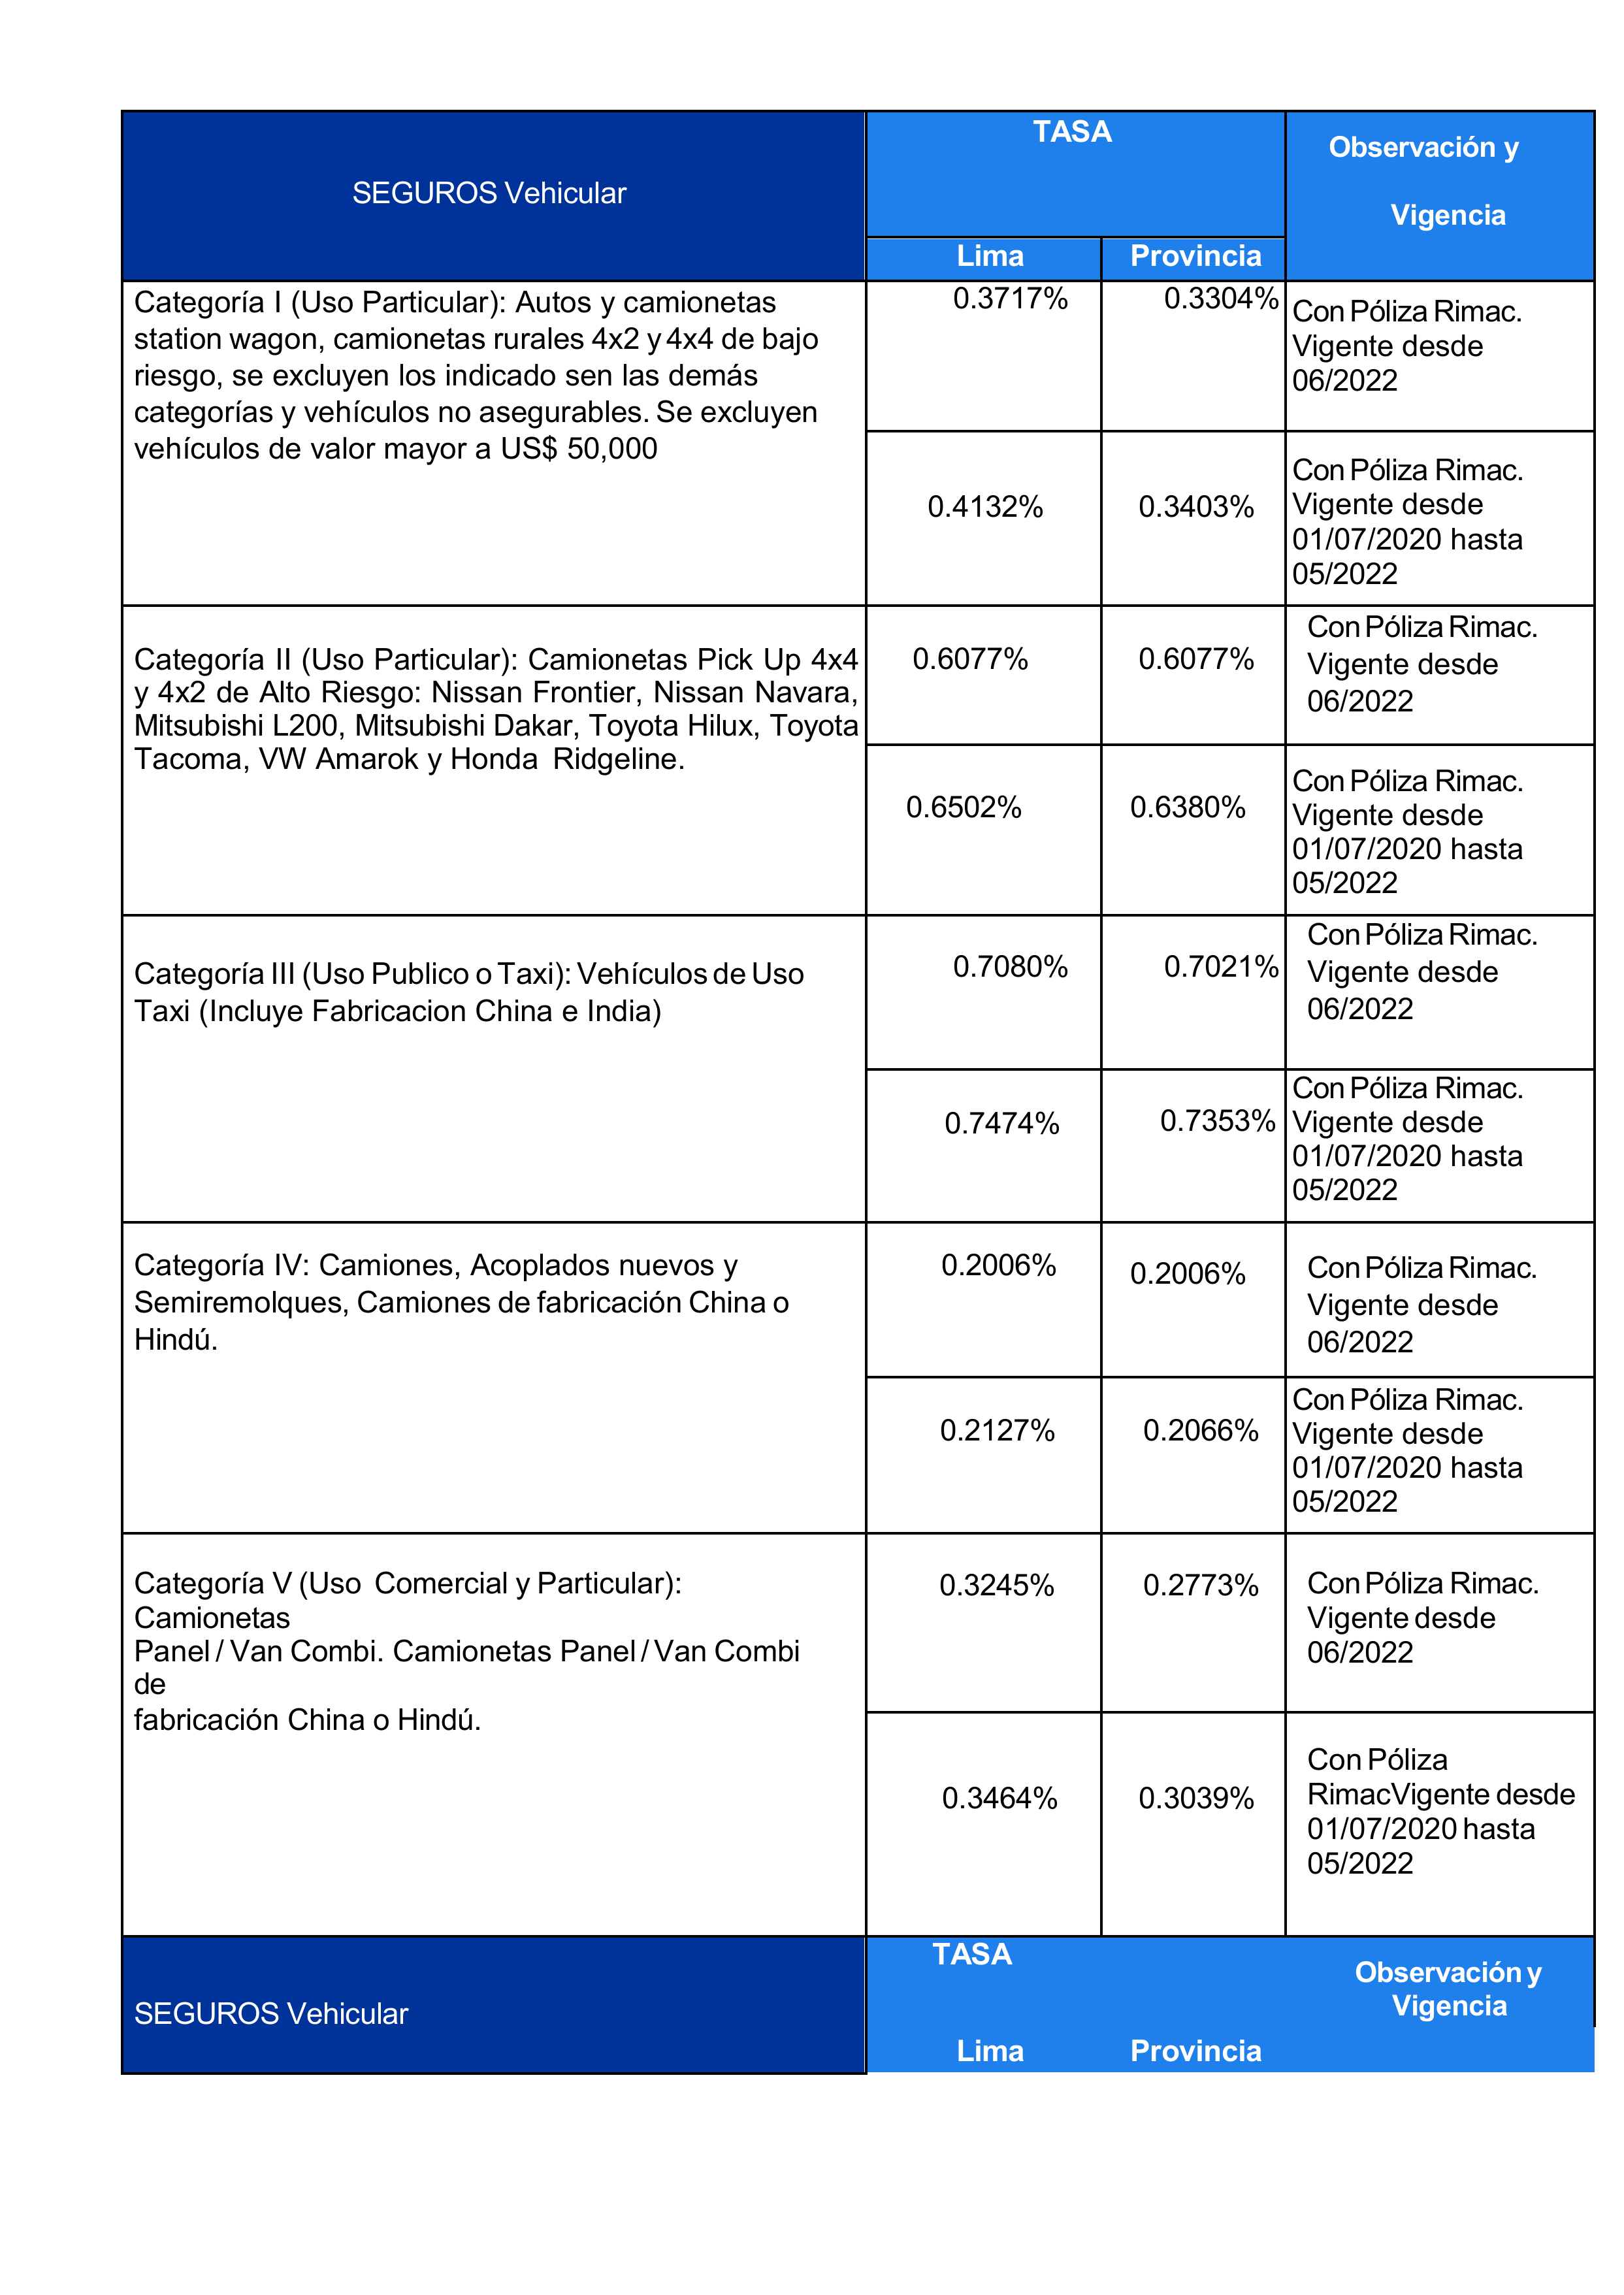 SEGUROS Vehicular
TASA
Observación y
Vigencia
Lima
Provincia
Categoría I (Uso Particular): Autos y camionetas
station wagon, camionetas rurales 4x2 y 4x4 de bajo
riesgo, se excluyen los indicado sen las demás
categorías y vehículos no asegurables. Se excluyen
vehículos de valor mayor a US$ 50,000
0.3717%
0.3304%
Con Póliza Rimac.
Vigente desde
06/2022
0.4132%
0.3403%
Con Póliza Rimac.
Vigente desde
01/07/2020 hasta
05/2022
Categoría II (Uso Particular): Camionetas Pick Up 4x4
y 4x2 de Alto Riesgo: Nissan Frontier, Nissan Navara,
Mitsubishi L200, Mitsubishi Dakar, Toyota Hilux, Toyota
Tacoma, VW Amarok y Honda Ridgeline.
0.6077%
0.6077%
Con Póliza Rimac.
Vigente desde
06/2022
0.6502%
0.6380%
Con Póliza Rimac.
Vigente desde
01/07/2020 hasta
05/2022
Categoría III (Uso Publico o Taxi): Vehículos de Uso
Taxi (Incluye Fabricacion China e India)
0.7080%
0.7021%
Con Póliza Rimac.
Vigente desde
06/2022
0.7474%
0.7353%
Con Póliza Rimac.
Vigente desde
01/07/2020 hasta
05/2022
Categoría IV: Camiones, Acoplados nuevos y
Semiremolques, Camiones de fabricación China o
Hindú.
0.2006%
0.2006%
Con Póliza Rimac.
Vigente desde
06/2022
0.2127%
0.2066%
Con Póliza Rimac.
Vigente desde
01/07/2020 hasta
05/2022
Categoría V (Uso Comercial y Particular):
Camionetas
Panel / Van Combi. Camionetas Panel / Van Combi
de
fabricación China o Hindú.
0.3245%
0.2773%
Con Póliza Rimac.
Vigente desde
06/2022
0.3464%
0.3039%
Con Póliza
RimacVigente desde
01/07/2020 hasta
05/2022
SEGUROS Vehicular
TASA
Observación y
Vigencia
Lima
Provincia